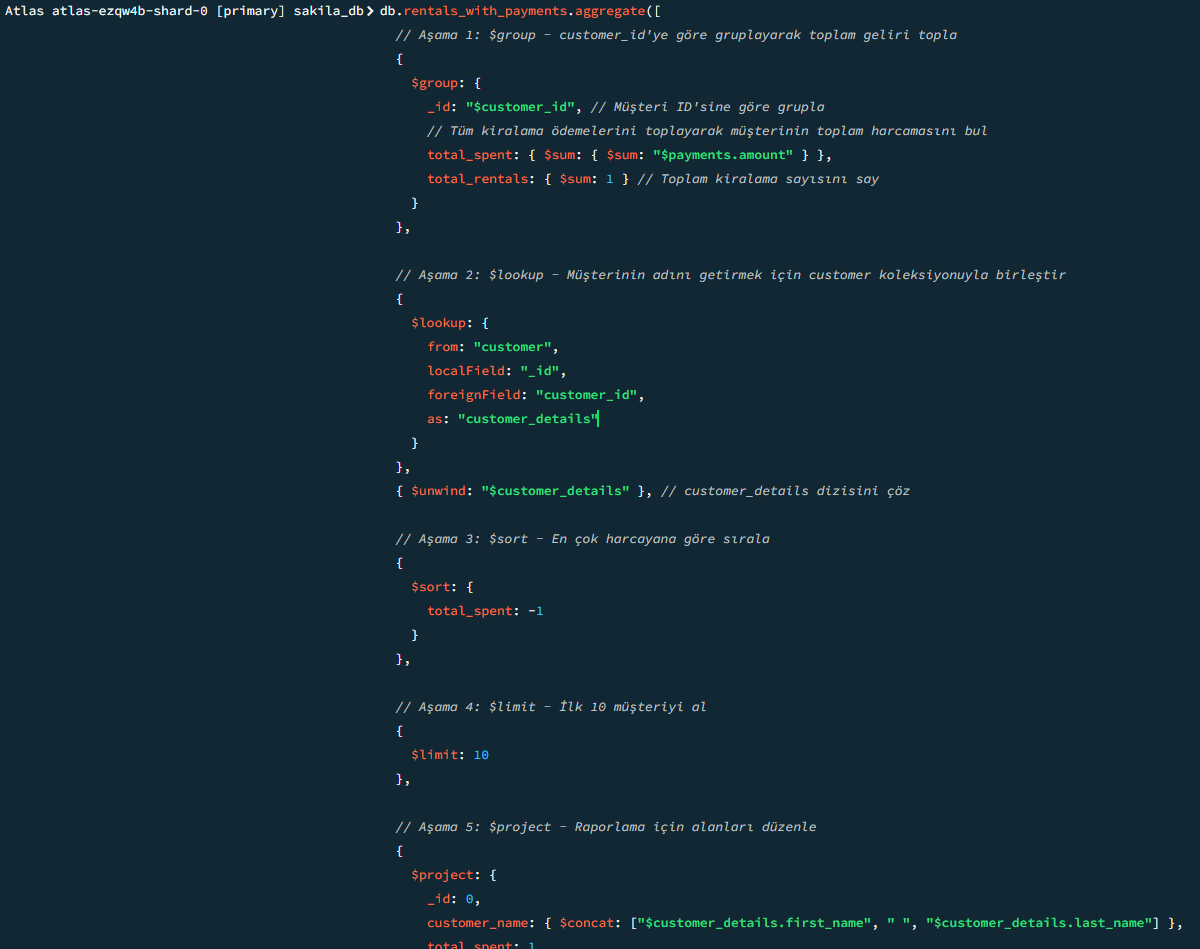 Atlas atlas-ezqw4b-shard-0 [primary] sakila_db> db.rentals_with_payments.aggregate([
// Aşama 1: $group - customer_id'ye göre gruplayarak toplam geliri topla
{
$group: {
_id: "$customer_id", // Müşteri ID'sine göre grupla
// Tüm kiralama ödemelerini toplayarak müşterinin toplam harcamasını bul
total_spent: { $sum: { $sum: "$payments.amount" } },
total_rentals: { $sum: 1 } // Toplam kiralama sayısını say
}
},
// Aşama 2: $lookup - Müşterinin adını getirmek için customer koleksiyonuyla birleştir
{
$lookup: {
from: "customer",
localField: "_id",
foreignField: "customer_id",
as: "customer_details"
}
},
{ $unwind: "$customer_details" }, // customer_details dizisini çöz
// Aşama 3: $sort - En çok harcayana göre sırala
{
$sort: {
total_spent: -1
}
},
// Aşama 4: $limit - İlk 10 müşteriyi al
{
$limit: 10
},
// Aşama 5: $project - Raporlama için alanları düzenle
{
$project: {
_id: 0,
customer_name: { $concat: ["$customer_details.first_name", " ", "$customer_details.last_name"] },
total_spent: 1